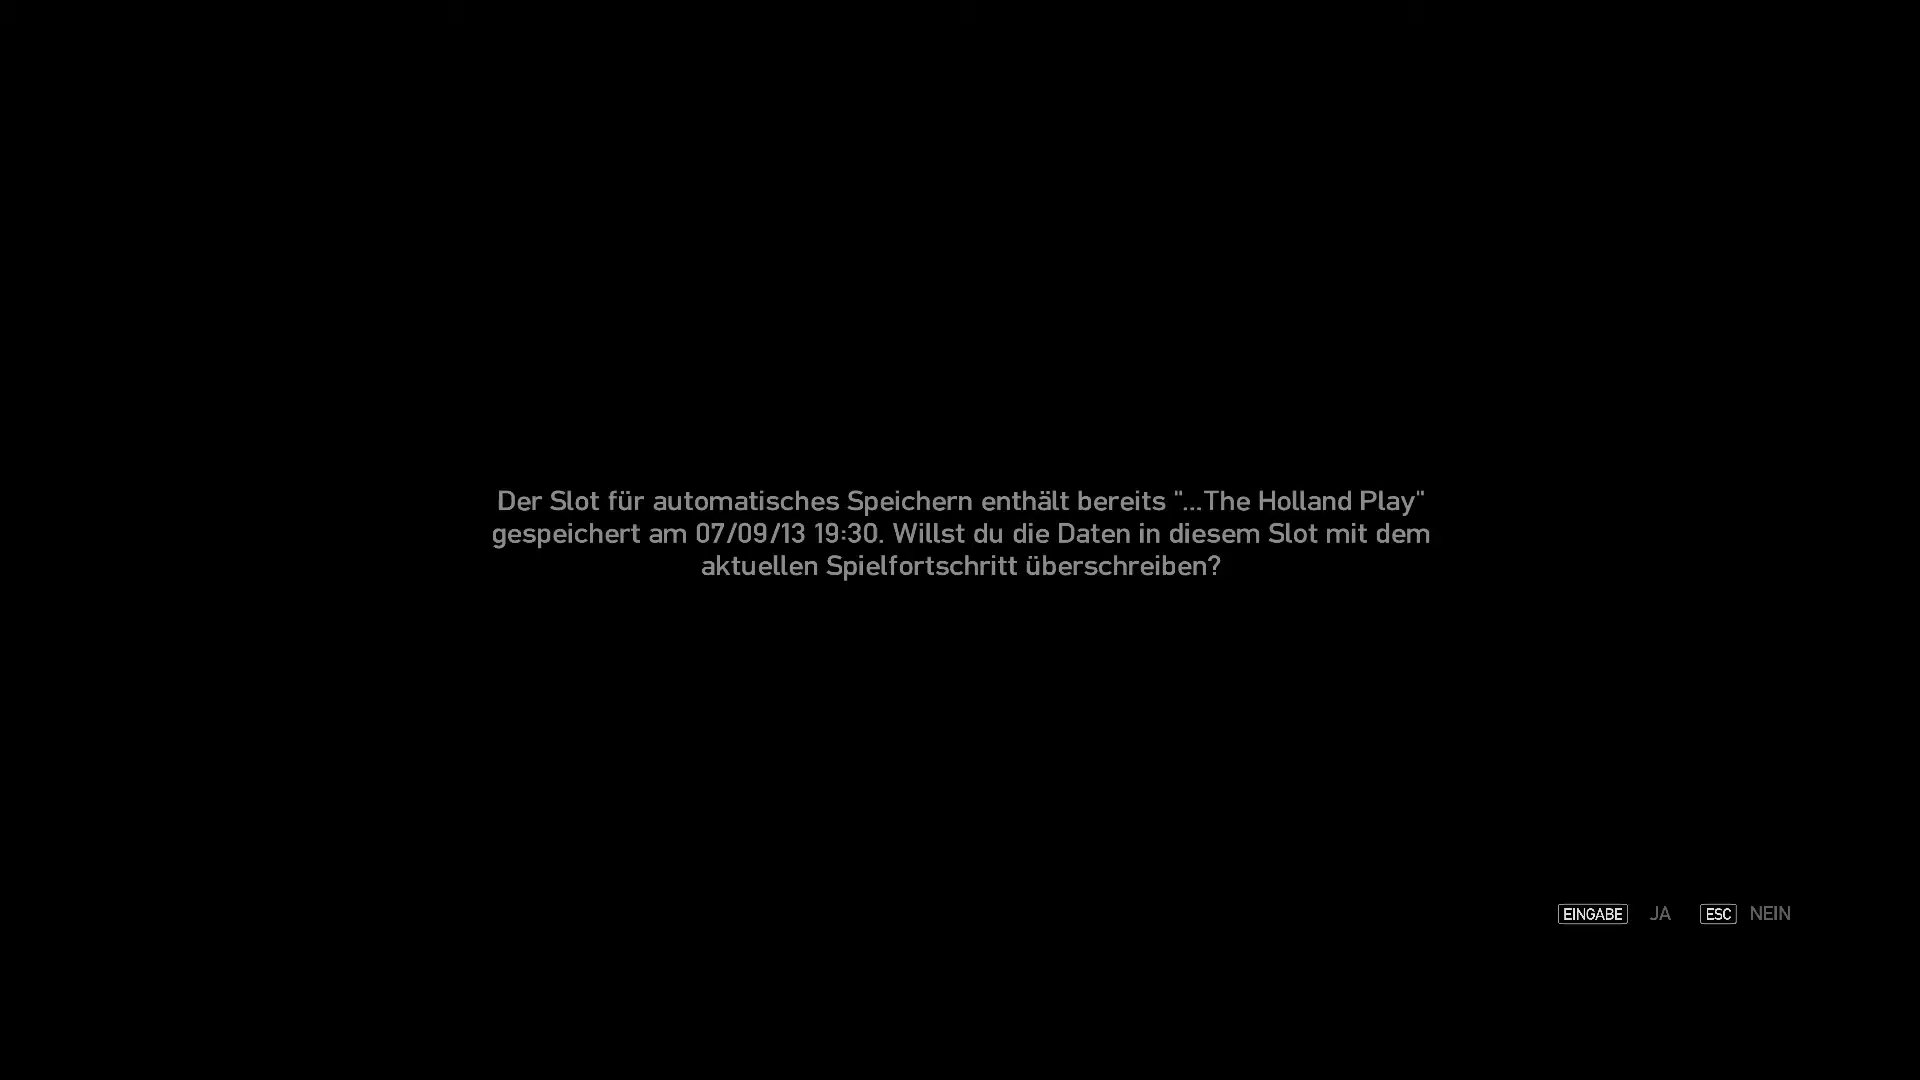 Der Slot für automatisches Speichern enthält bereits "...The Holland Play"
gespeichert am 07/09/13 19:30. Willst du die Daten in diesem Slot mit dem
aktuellen Spielfortschritt überschreiben?
EINGABE JA ESC NEIN